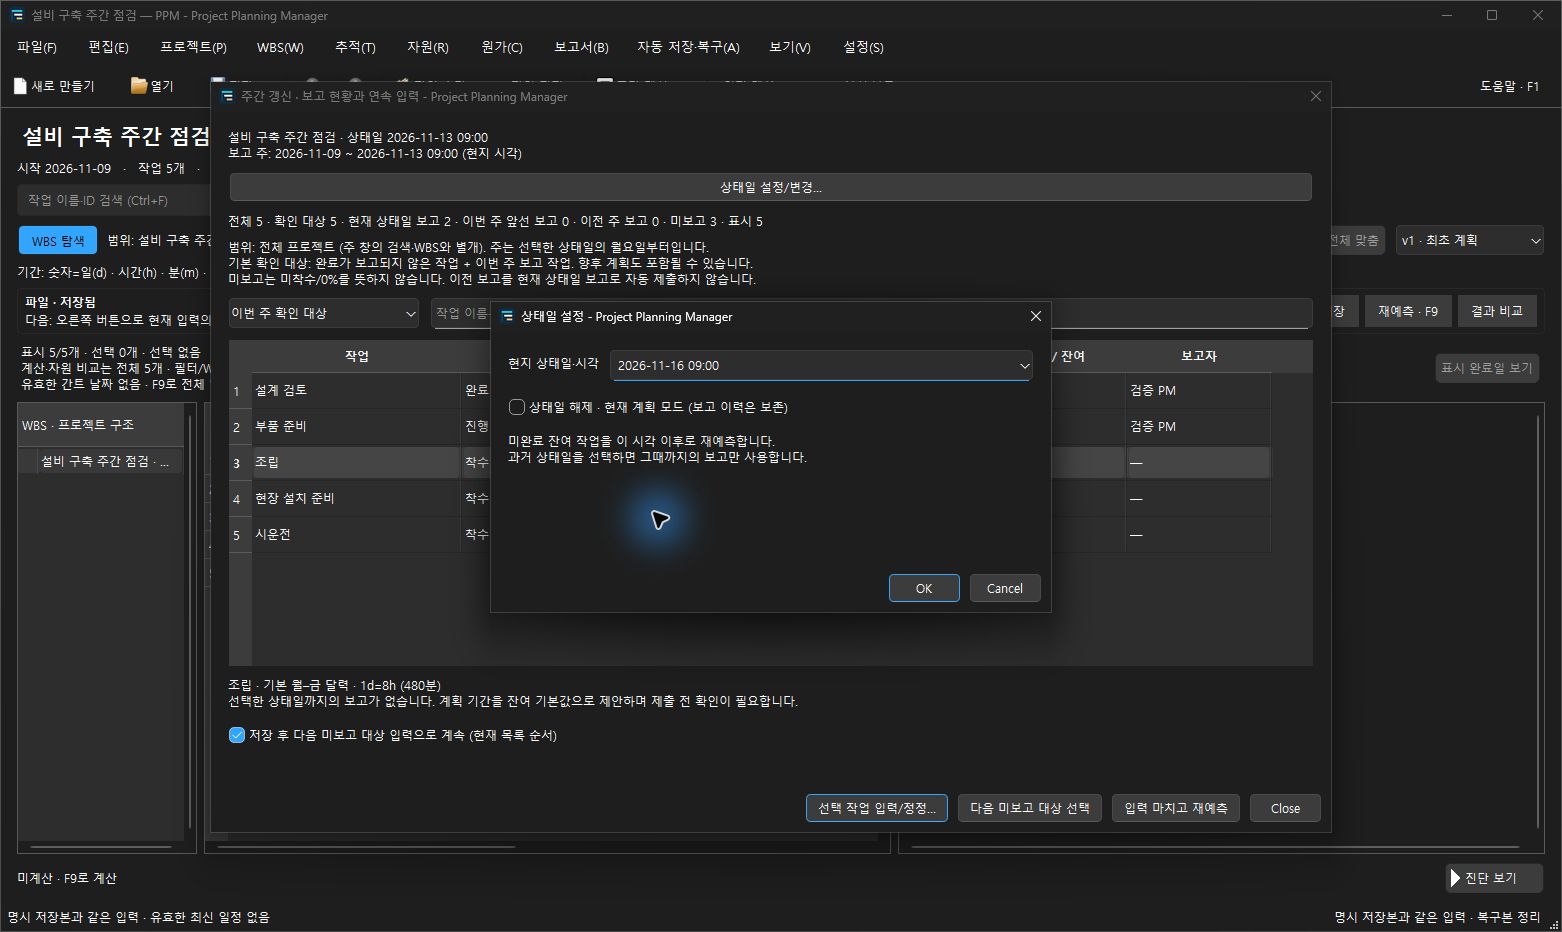 설비 구축 주간 점검 — PPM - Project Planning Manager
파일(F) 편집(E) 프로젝트(P) WBS(W) 추적(T) 자원(R) 원가(C) 보고서(B) 자동 저장·복구(A) 보기(V) 설정(S)
새로 만들기 열기 도움말 · F1
주간 갱신 · 보고 현황과 연속 입력 - Project Planning Manager
설비 구축 주간 점검
시작 2026-11-09 · 작업 5개 ·
작업 이름·ID 검색 (Ctrl+F)
WBS 탐색 범위: 설비 구축 주간
전체 맞춤 v1 · 최초 계획
기간: 숫자=일(d) · 시간(h) · 분(m) ·
파일 · 저장됨
다음: 오른쪽 버튼으로 현재 입력의
장 재예측 · F9 결과 비교
표시 5/5개 · 선택 0개 · 선택 없음
계산·자원 비교는 전체 5개 · 필터/W
유효한 간트 날짜 없음 · F9로 전체
표시 완료일 보기
WBS · 프로젝트 구조
설비 구축 주간 점검 · ...
설비 구축 주간 점검 · 상태일 2026-11-13 09:00
보고 주: 2026-11-09 ~ 2026-11-13 09:00 (현지 시각)
상태일 설정/변경...
전체 5 · 확인 대상 5 · 현재 상태일 보고 2 · 이번 주 앞선 보고 0 · 이전 주 보고 0 · 미보고 3 · 표시 5
범위: 전체 프로젝트 (주 창의 검색·WBS와 별개). 주는 선택한 상태일의 월요일부터입니다.
기본 확인 대상: 완료가 보고되지 않은 작업 + 이번 주 보고 작업. 향후 계획도 포함될 수 있습니다.
미보고는 미착수/0%를 뜻하지 않습니다. 이전 보고를 현재 상태일 보고로 자동 제출하지 않습니다.
이번 주 확인 대상 작업 이름·
작업 / 잔여 보고자
1 설계 검토 완료 검증 PM
2 부품 준비 진행 검증 PM
3 조립 착수 —
4 현장 설치 준비 착수 —
5 시운전 착수 —
상태일 설정 - Project Planning Manager
현지 상태일·시각 2026-11-16 09:00
상태일 해제 · 현재 계획 모드 (보고 이력은 보존)
미완료 잔여 작업을 이 시각 이후로 재예측합니다.
과거 상태일을 선택하면 그때까지의 보고만 사용합니다.
OK Cancel
조립 · 기본 월–금 달력 · 1d=8h (480분)
선택한 상태일까지의 보고가 없습니다. 계획 기간을 잔여 기본값으로 제안하며 제출 전 확인이 필요합니다.
저장 후 다음 미보고 대상 입력으로 계속 (현재 목록 순서)
선택 작업 입력/정정... 다음 미보고 대상 선택 입력 마치고 재예측 Close
미계산 · F9로 계산
진단 보기
명시 저장본과 같은 입력 · 유효한 최신 일정 없음
명시 저장본과 같은 입력 · 복구본 정리